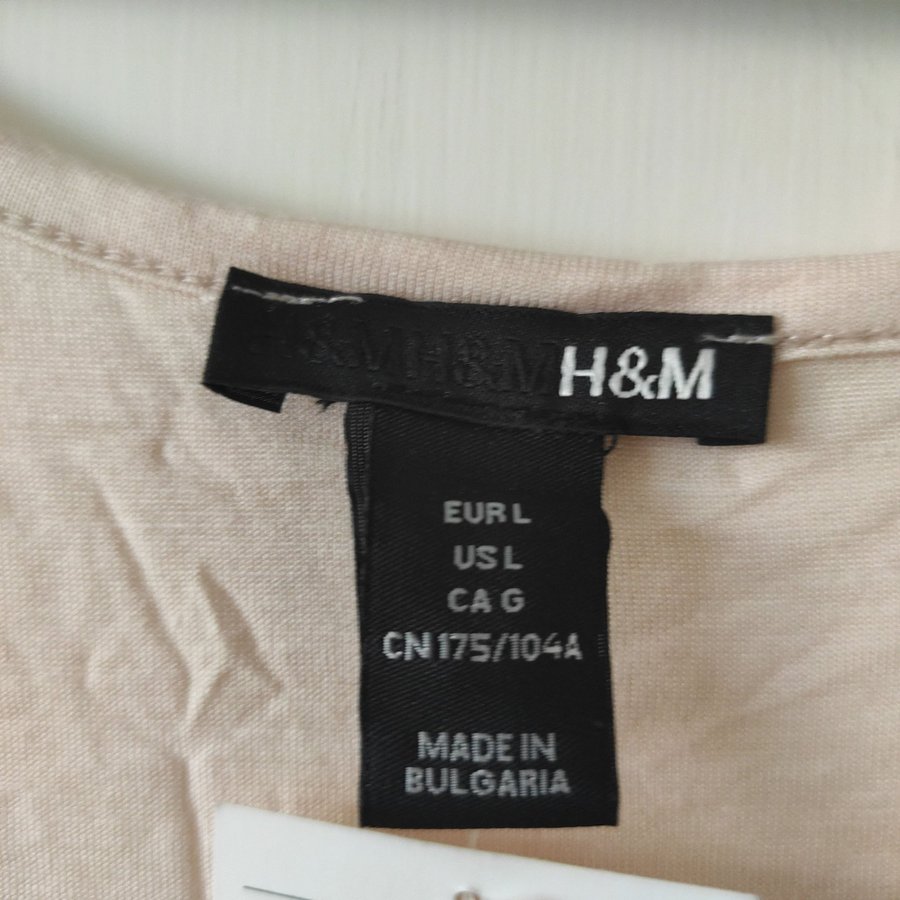 H&M H&M H&M
EUR L
US L
CA G
CN 175/104A
MADE IN
BULGARIA